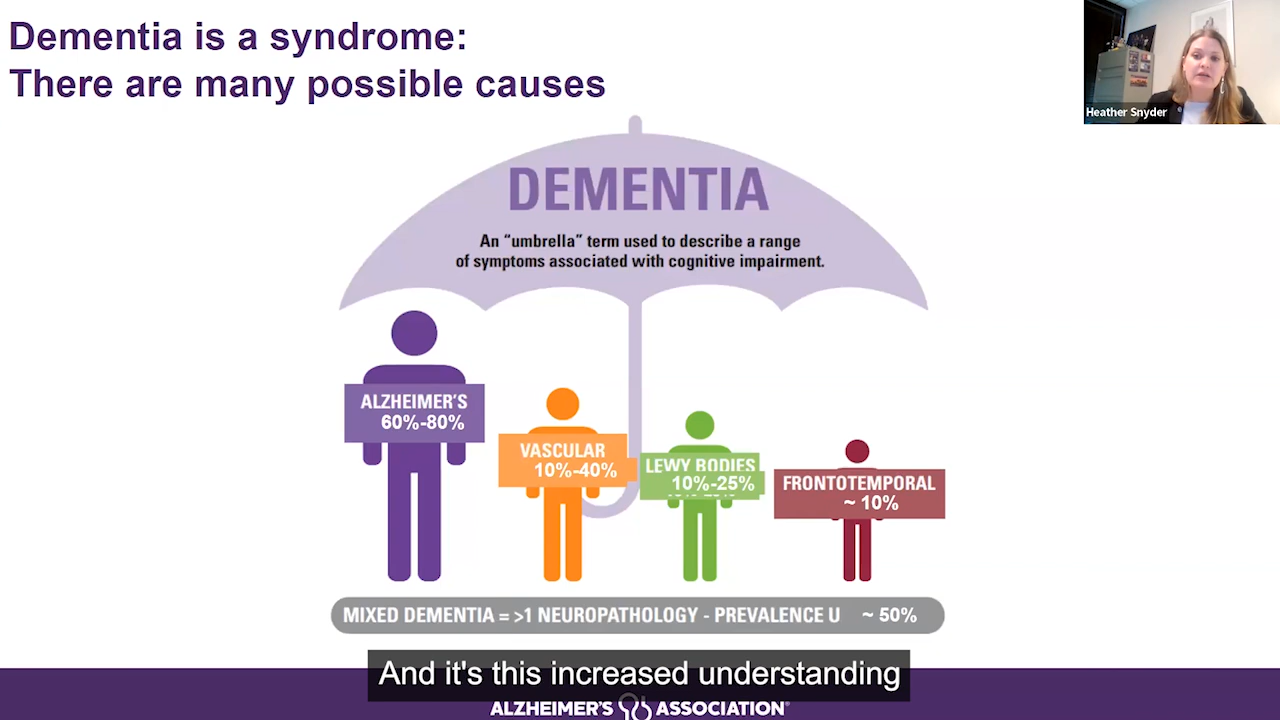 Dementia is a syndrome:
There are many possible causes
Heather Snyder
DEMENTIA
An “umbrella” term used to describe a range
of symptoms associated with cognitive impairment.
ALZHEIMER'S
60%-80%
VASCULAR
10%-40%
LEWY BODIES
10%-25%
FRONTOTEMPORAL
~ 10%
MIXED DEMENTIA = >1 NEUROPATHOLOGY - PREVALENCE U ~ 50%
And it's this increased understanding
ALZHEIMER'S ASSOCIATION®